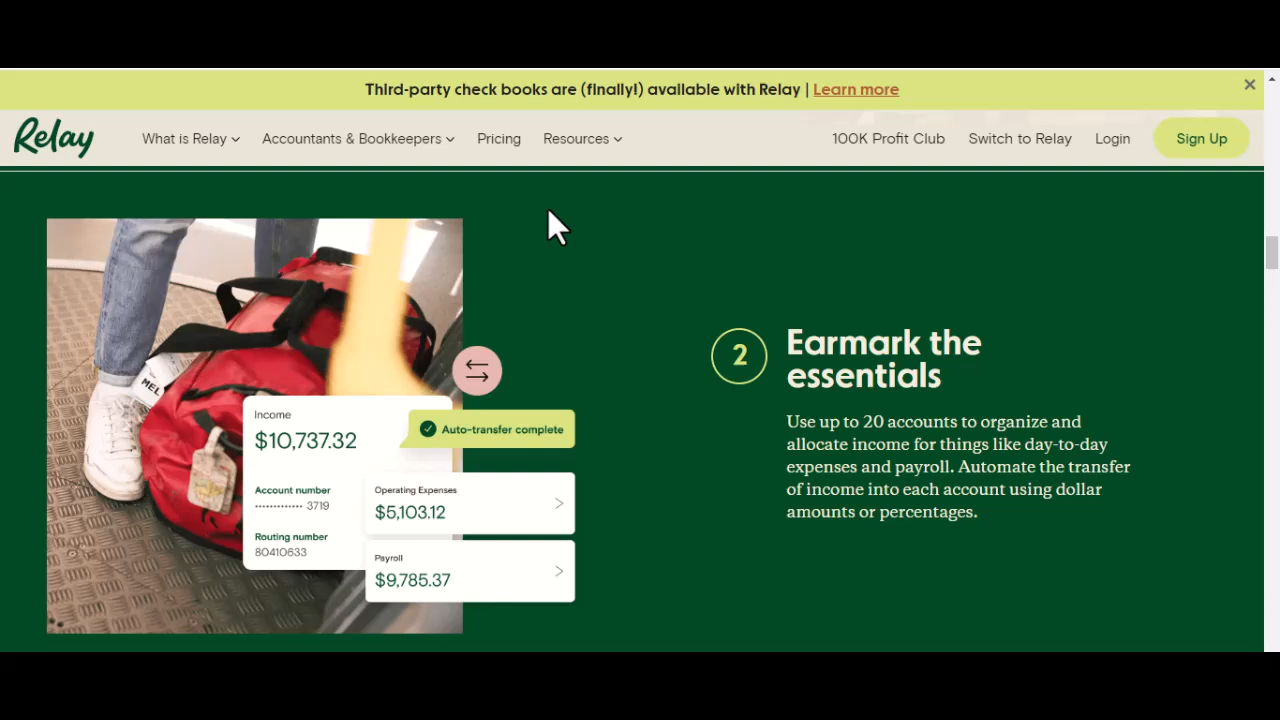 Third-party check books are (finally!) available with Relay | Learn more
Relay
What is Relay
Accountants & Bookkeepers
Pricing
Resources
100K Profit Club
Switch to Relay
Login
Sign Up
MEL
Income
$10,737.32
Auto-transfer complete
Account number
············· 3719
Routing number
80410633
Operating Expenses
$5,103.12
Payroll
$9,785.37
2
Earmark the
essentials
Use up to 20 accounts to organize and
allocate income for things like day-to-day
expenses and payroll. Automate the transfer
of income into each account using dollar
amounts or percentages.